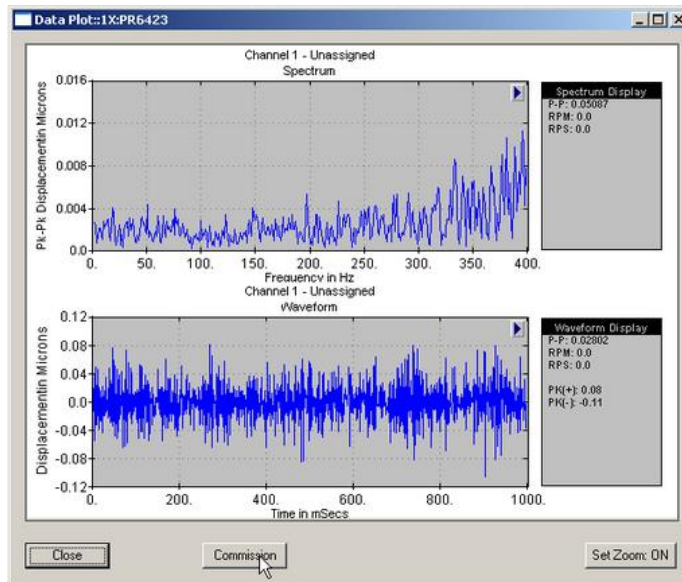 Data Plot::1X:PR6423
Channel 1 - Unassigned
Spectrum
Pk-Pk Displacementin Microns
0.016
0.012
0.008
0.004
0.0
0. 50. 100. 150. 200. 250. 300. 350. 400.
Frequency in Hz
Spectrum Display
P-P: 0.05087
RPM: 0.0
RPS: 0.0
Channel 1 - Unassigned
Waveform
Displacementin Microns
0.12
0.08
0.04
0.0
-0.04
-0.08
-0.12
0. 200. 400. 600. 800. 1000.
Time in mSecs
Waveform Display
P-P: 0.02802
RPM: 0.0
RPS: 0.0
PK(+): 0.08
PK(-): -0.11
Close
Commission
Set Zoom: ON